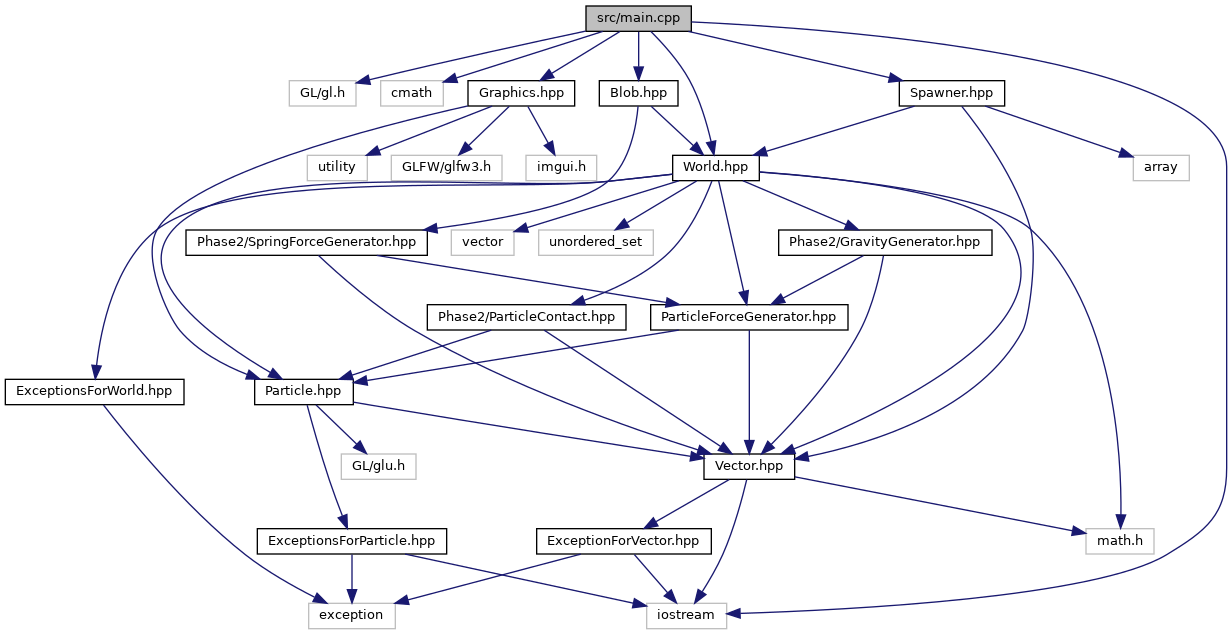 src/main.cpp
GL/gl.h
cmath
Graphics.hpp
Blob.hpp
Spawner.hpp
utility
GLFW/glfw3.h
imgui.h
World.hpp
array
Phase2/SpringForceGenerator.hpp
vector
unordered_set
Phase2/GravityGenerator.hpp
Phase2/ParticleContact.hpp
ParticleForceGenerator.hpp
ExceptionsForWorld.hpp
Particle.hpp
GL/glu.h
Vector.hpp
ExceptionsForParticle.hpp
ExceptionForVector.hpp
math.h
exception
iostream